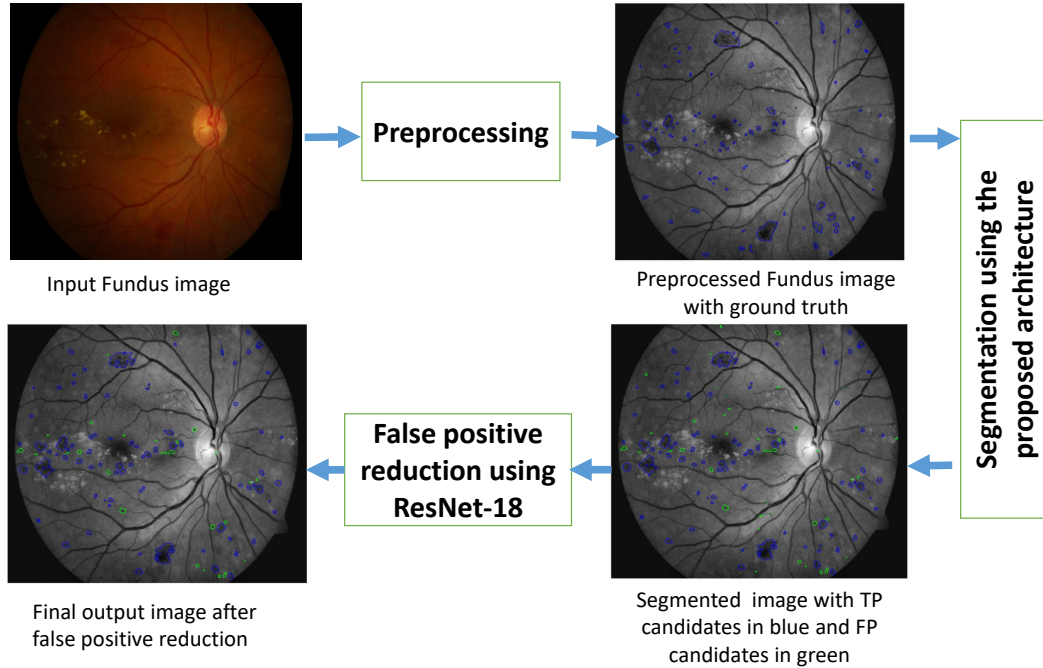 Preprocessing
Input Fundus image
Preprocessed Fundus image
with ground truth
Segmentation using the
proposed architecture
Segmented  image with TP
candidates in blue and FP
candidates in green
False positive
reduction using
ResNet-18
Final output image after
false positive reduction